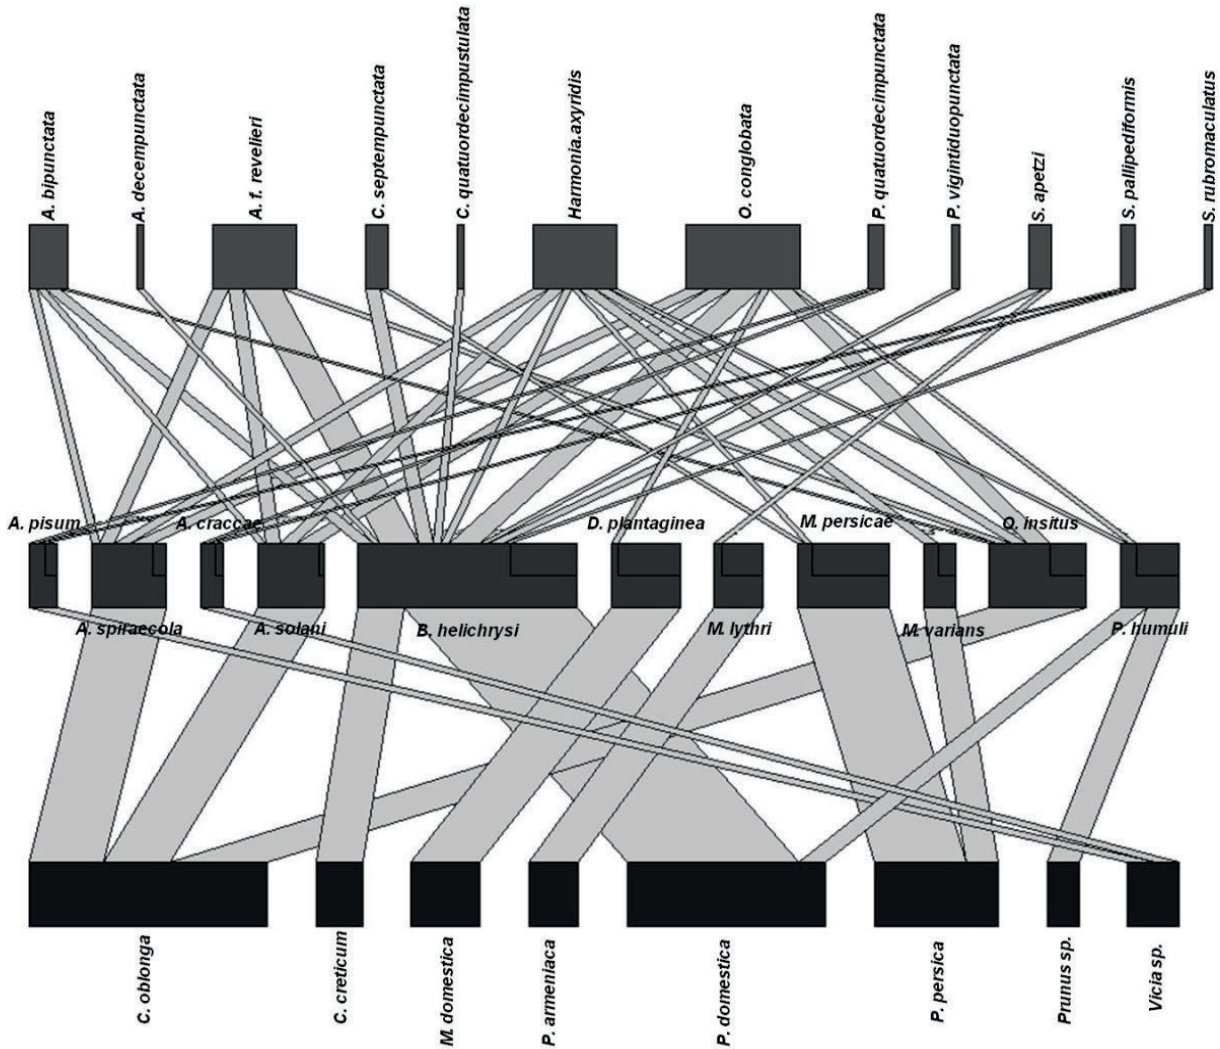 A. bipunctata
A. decempunctata
A. f. revelieri
C. septempunctata
C. quatuordecimpustulata
Harmonia.axyridis
O. conglobata
P. quatuordecimpunctata
P. vigintiduopunctata
S. apetzi
S. pallipediformis
S. rubromaculatus
A. pisum
A. craccae
D. plantaginea
M. persicae
O. insitus
A. spiraecola
A. solani
B. helichrysi
M. lythri
M. varians
P. humuli
C. oblonga
C. creticum
M. domestica
P. armeniaca
P. domestica
P. persica
Prunus sp.
Vicia sp.